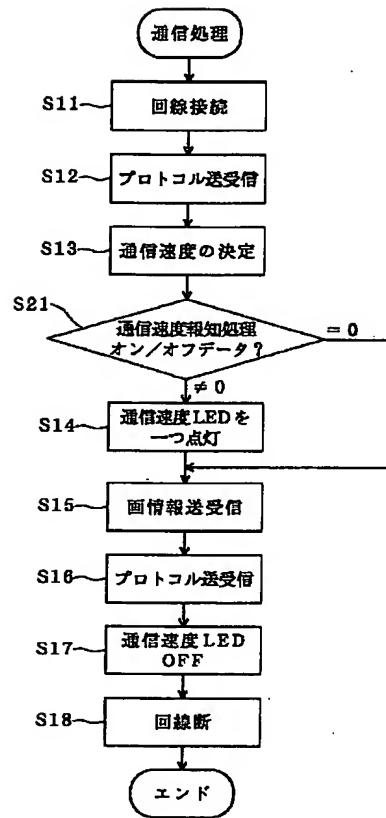 通信処理
S11
回線接続
S12
プロトコル送受信
S13
通信速度の決定
S21
通信速度報知処理
オン/オフデータ?
=0
≠0
S14
通信速度LEDを
一つ点灯
S15
画情報送受信
S16
プロトコル送受信
S17
通信速度LED
OFF
S18
回線断
エンド